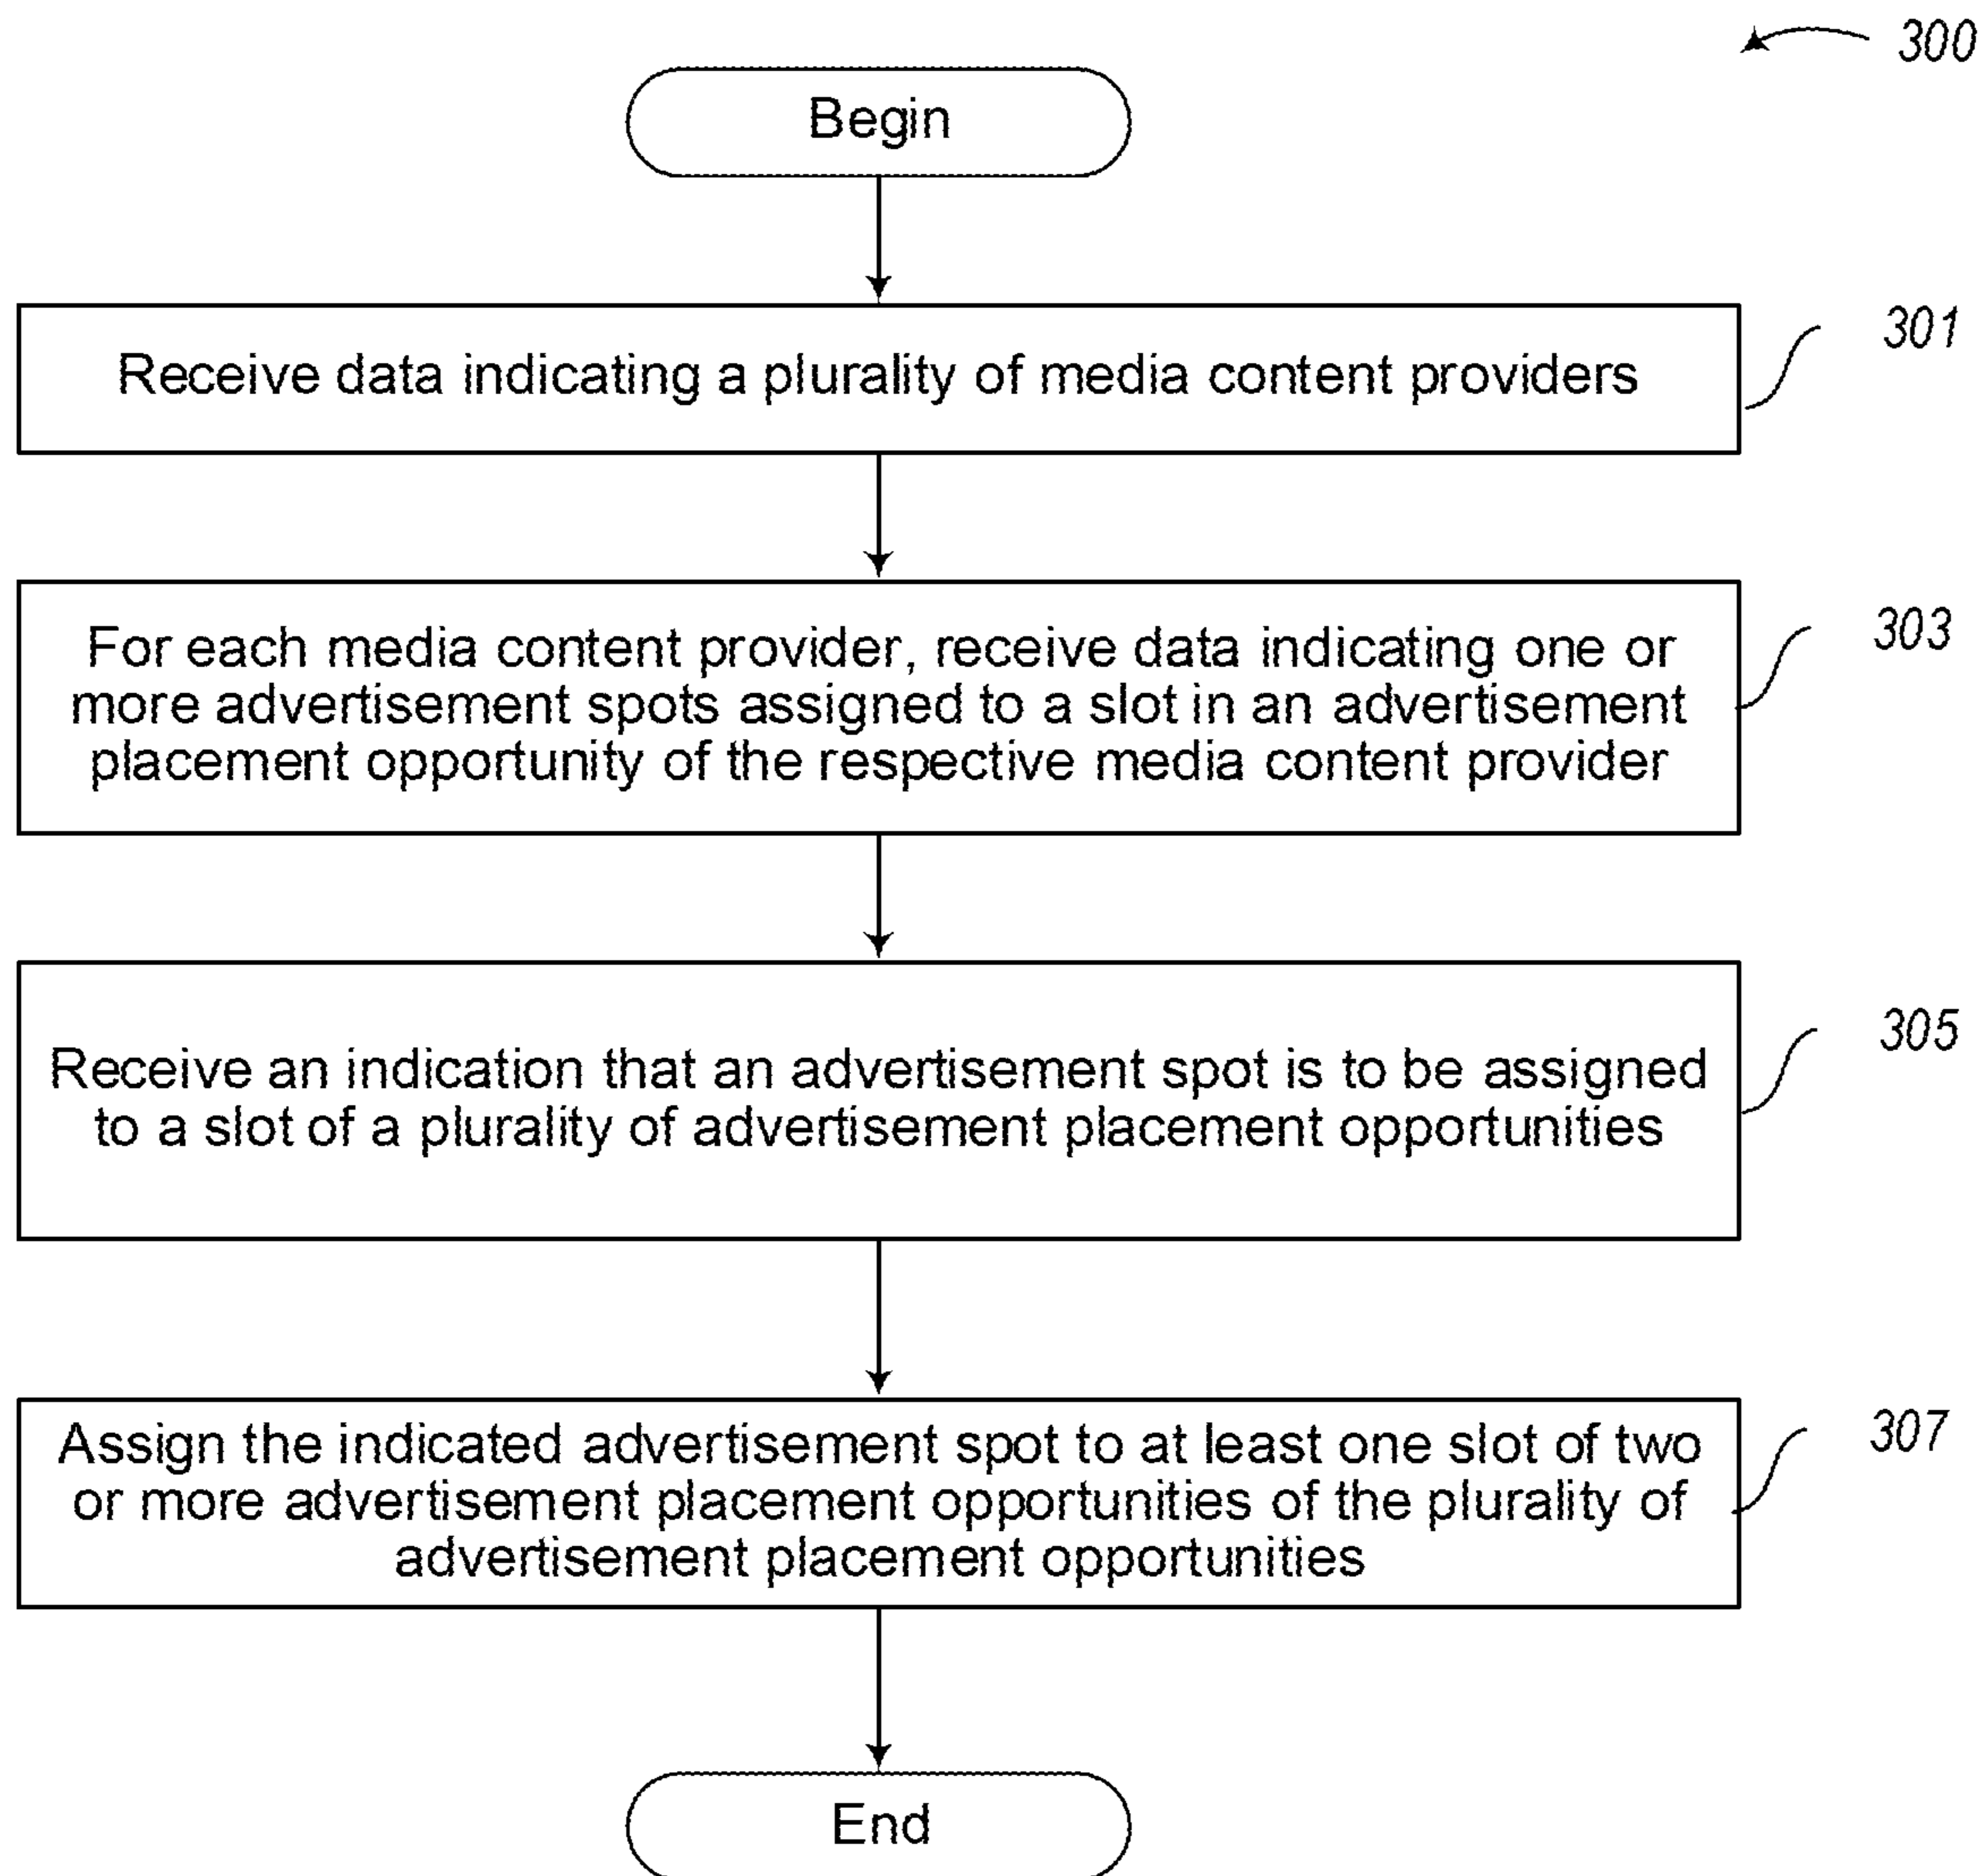 300
Begin
Receive data indicating a plurality of media content providers
301
For each media content provider, receive data indicating one or
more advertisement spots assigned to a slot in an advertisement
placement opportunity of the respective media content provider
303
Receive an indication that an advertisement spot is to be assigned
to a slot of a plurality of advertisement placement opportunities
305
Assign the indicated advertisement spot to at least one slot of two
or more advertisement placement opportunities of the plurality of
advertisement placement opportunities
307
End